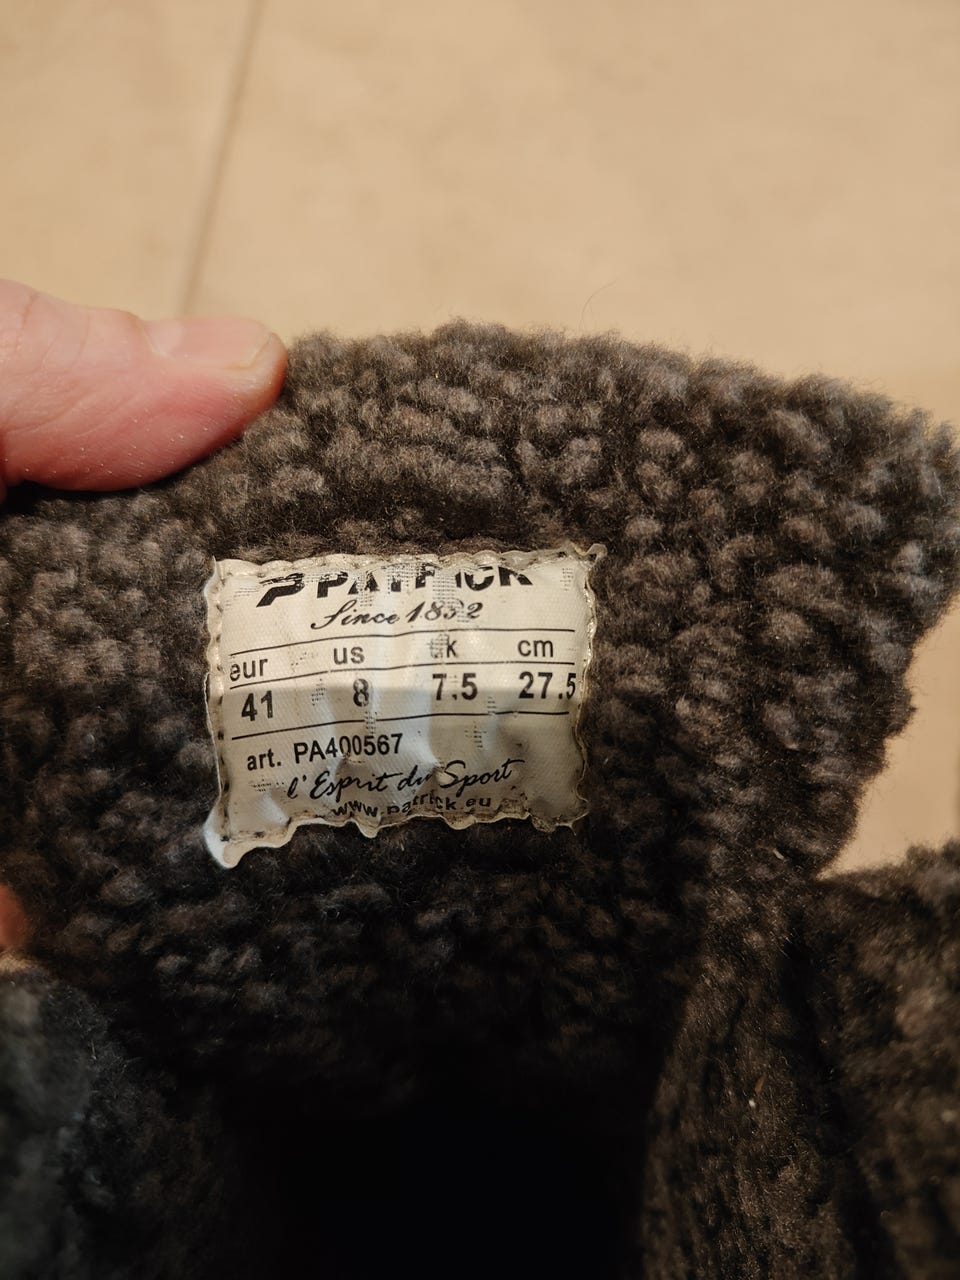 PATRICK
Since 1892
eur us uk cm
41 8 7.5 27.5
art. PA400567
l'Esprit du Sport
www.patrick.eu